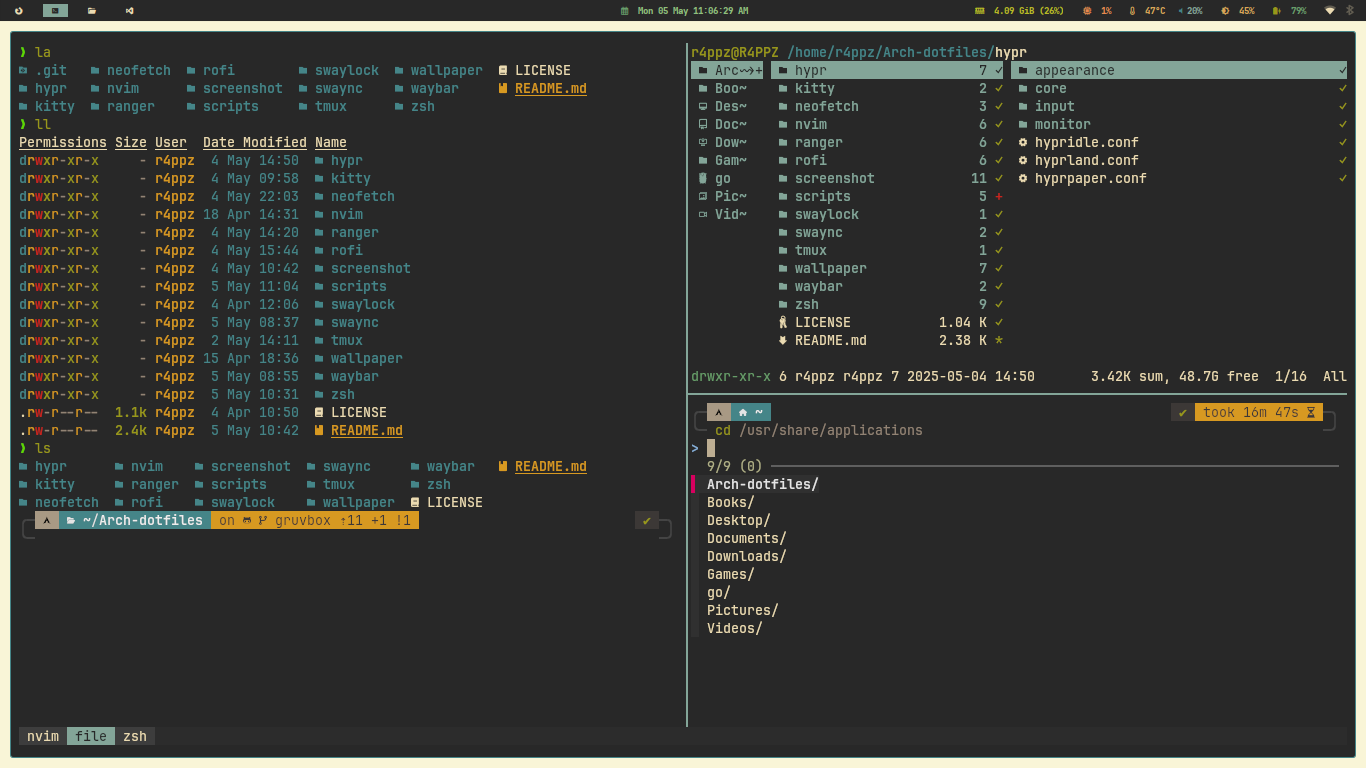 Mon 05 May 11:06:29 AM 4.09 GiB (26%) 1% 47°C 20% 45% 79%
❯ la
.git neofetch rofi swaylock wallpaper LICENSE
hypr nvim screenshot swaync waybar README.md
kitty ranger scripts tmux zsh
❯ ll
Permissions Size User Date Modified Name
drwxr-xr-x - r4ppz 4 May 14:50 hypr
drwxr-xr-x - r4ppz 4 May 09:58 kitty
drwxr-xr-x - r4ppz 4 May 22:03 neofetch
drwxr-xr-x - r4ppz 18 Apr 14:31 nvim
drwxr-xr-x - r4ppz 4 May 14:20 ranger
drwxr-xr-x - r4ppz 4 May 15:44 rofi
drwxr-xr-x - r4ppz 4 May 10:42 screenshot
drwxr-xr-x - r4ppz 5 May 11:04 scripts
drwxr-xr-x - r4ppz 4 Apr 12:06 swaylock
drwxr-xr-x - r4ppz 5 May 08:37 swaync
drwxr-xr-x - r4ppz 2 May 14:11 tmux
drwxr-xr-x - r4ppz 15 Apr 18:36 wallpaper
drwxr-xr-x - r4ppz 5 May 08:55 waybar
drwxr-xr-x - r4ppz 5 May 10:31 zsh
.rw-r--r-- 1.1k r4ppz 4 Apr 10:50 LICENSE
.rw-r--r-- 2.4k r4ppz 5 May 10:42 README.md
❯ ls
hypr nvim screenshot swaync waybar README.md
kitty ranger scripts tmux zsh
neofetch rofi swaylock wallpaper LICENSE
~/Arch-dotfiles on gruvbox ⇡11 +1 !1 ✔
r4ppz@R4PPZ /home/r4ppz/Arch-dotfiles/hypr
Arc~+ hypr 7 ✓ appearance ✓
Boo~ kitty 2 ✓ core ✓
Des~ neofetch 3 ✓ input ✓
Doc~ nvim 6 ✓ monitor ✓
Dow~ ranger 6 ✓ hypridle.conf ✓
Gam~ rofi 6 ✓ hyprland.conf ✓
go screenshot 11 ✓ hyprpaper.conf ✓
Pic~ scripts 5 +
Vid~ swaylock 1 ✓
swaync 2 ✓
tmux 1 ✓
wallpaper 7 ✓
waybar 2 ✓
zsh 9 ✓
LICENSE 1.04 K ✓
README.md 2.38 K *
drwxr-xr-x 6 r4ppz r4ppz 7 2025-05-04 14:50 3.42K sum, 48.7G free 1/16 All
~ ✔ took 16m 47s
cd /usr/share/applications
>
9/9 (0)
Arch-dotfiles/
Books/
Desktop/
Documents/
Downloads/
Games/
go/
Pictures/
Videos/
nvim file zsh